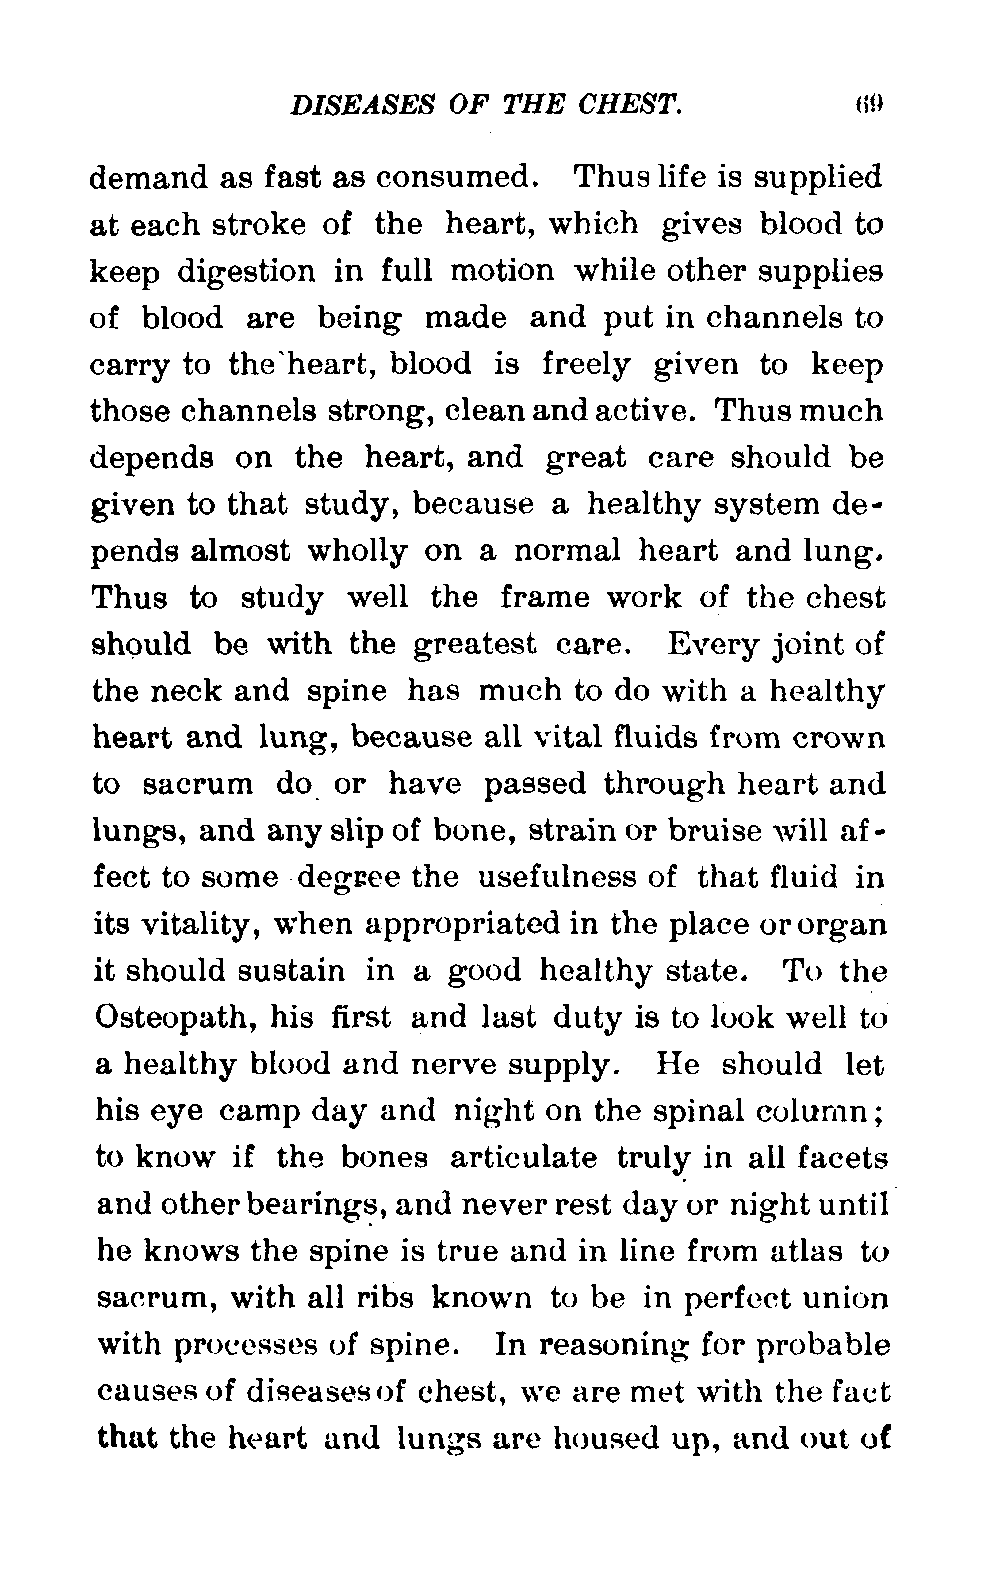 DISEASES OF THE CHEST. 69
demand as fast as consumed. Thus life is supplied
at each stroke of the heart, which gives blood to
keep digestion in full motion while other supplies
of blood are being made and put in channels to
carry to the heart, blood is freely given to keep
those channels strong, clean and active. Thus much
depends on the heart, and great care should be
given to that study, because a healthy system de-
pends almost wholly on a normal heart and lung.
Thus to study well the frame work of the chest
should be with the greatest care. Every joint of
the neck and spine has much to do with a healthy
heart and lung, because all vital fluids from crown
to sacrum do or have passed through heart and
lungs, and any slip of bone, strain or bruise will af-
fect to some degree the usefulness of that fluid in
its vitality, when appropriated in the place or organ
it should sustain in a good healthy state. To the
Osteopath, his first and last duty is to look well to
a healthy blood and nerve supply. He should let
his eye camp day and night on the spinal column;
to know if the bones articulate truly in all facets
and other bearings, and never rest day or night until
he knows the spine is true and in line from atlas to
sacrum, with all ribs known to be in perfect union
with processes of spine. In reasoning for probable
causes of diseases of chest, we are met with the fact
that the heart and lungs are housed up, and out of